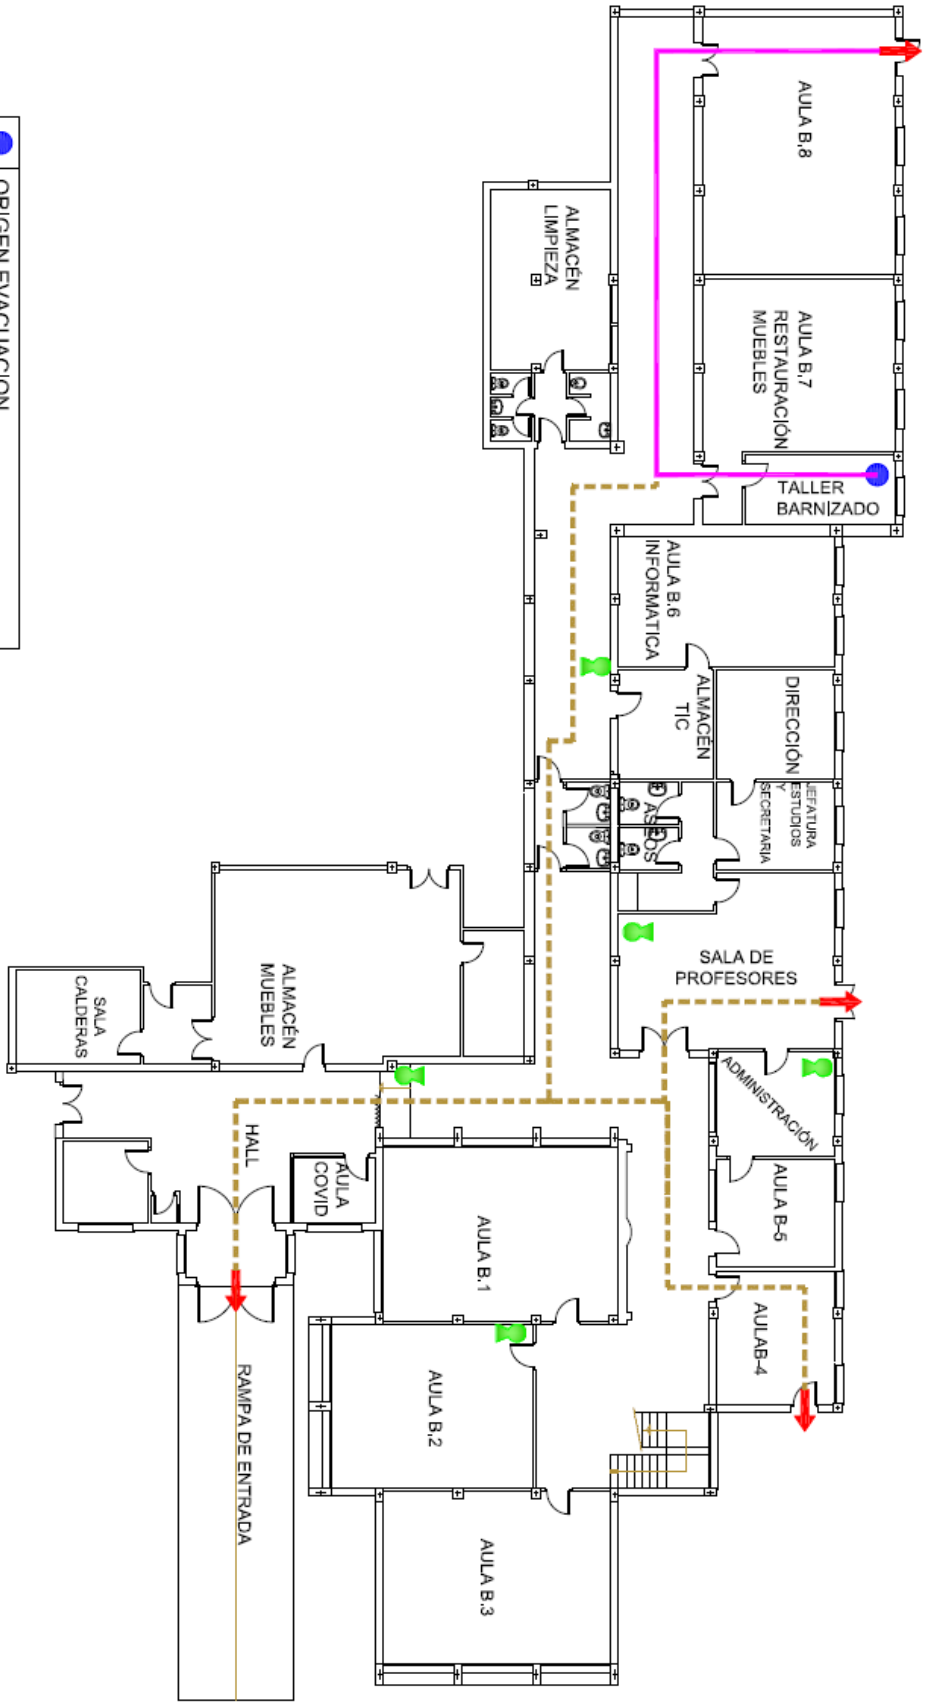 AULA B,8
ORIGEN EVACUACION
ALMACÉN
LIMPIEZA
AULA B,7
RESTAURACIÓN
MUEBLES
TALLER
BARNIZADO
AULA B.6
INFORMATICA
ALMACÉN
TIC
DIRECCIÓN
JEFATURA
ESTUDIOS
Y
SECRETARIA
ASEOS
SALA DE
PROFESORES
ALMACÉN
MUEBLES
SALA
CALDERAS
ADMINISTRACIÓN
HALL
AULA
COVID
AULA B-5
AULA B.1
AULAB-4
AULA B,2
RAMPA DE ENTRADA
AULA B.3